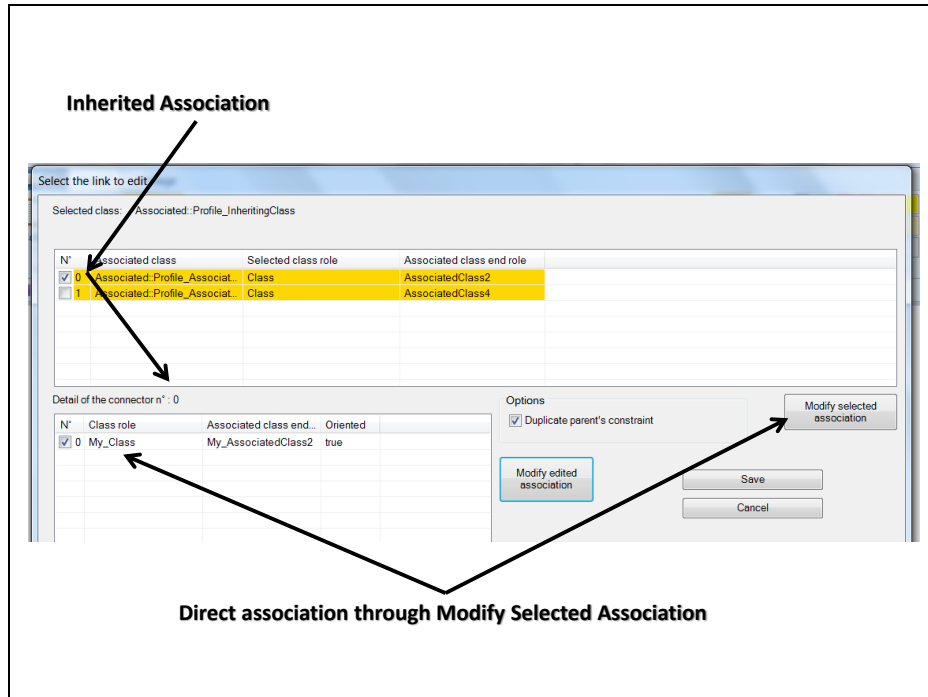 Inherited Association
Select the link to edit
Selected class: Associated::Profile_InheritingClass
N° Associated class Selected class role Associated class end role
0 Associated::Profile_Associat... Class AssociatedClass2
1 Associated::Profile_Associat... Class AssociatedClass4
Detail of the connector n° : 0
N° Class role Associated class end... Oriented
0 My_Class My_AssociatedClass2 true
Options
Duplicate parent's constraint
Modify selected
association
Modify edited
association
Save
Cancel
Direct association through Modify Selected Association